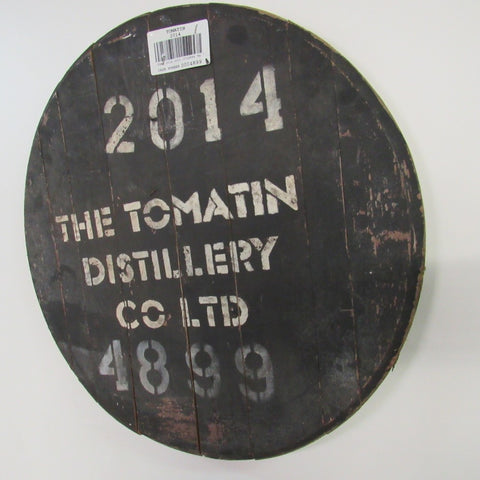 TOMATIN
2014
2014
THE TOMATIN
DISTILLERY
CO LTD
4899